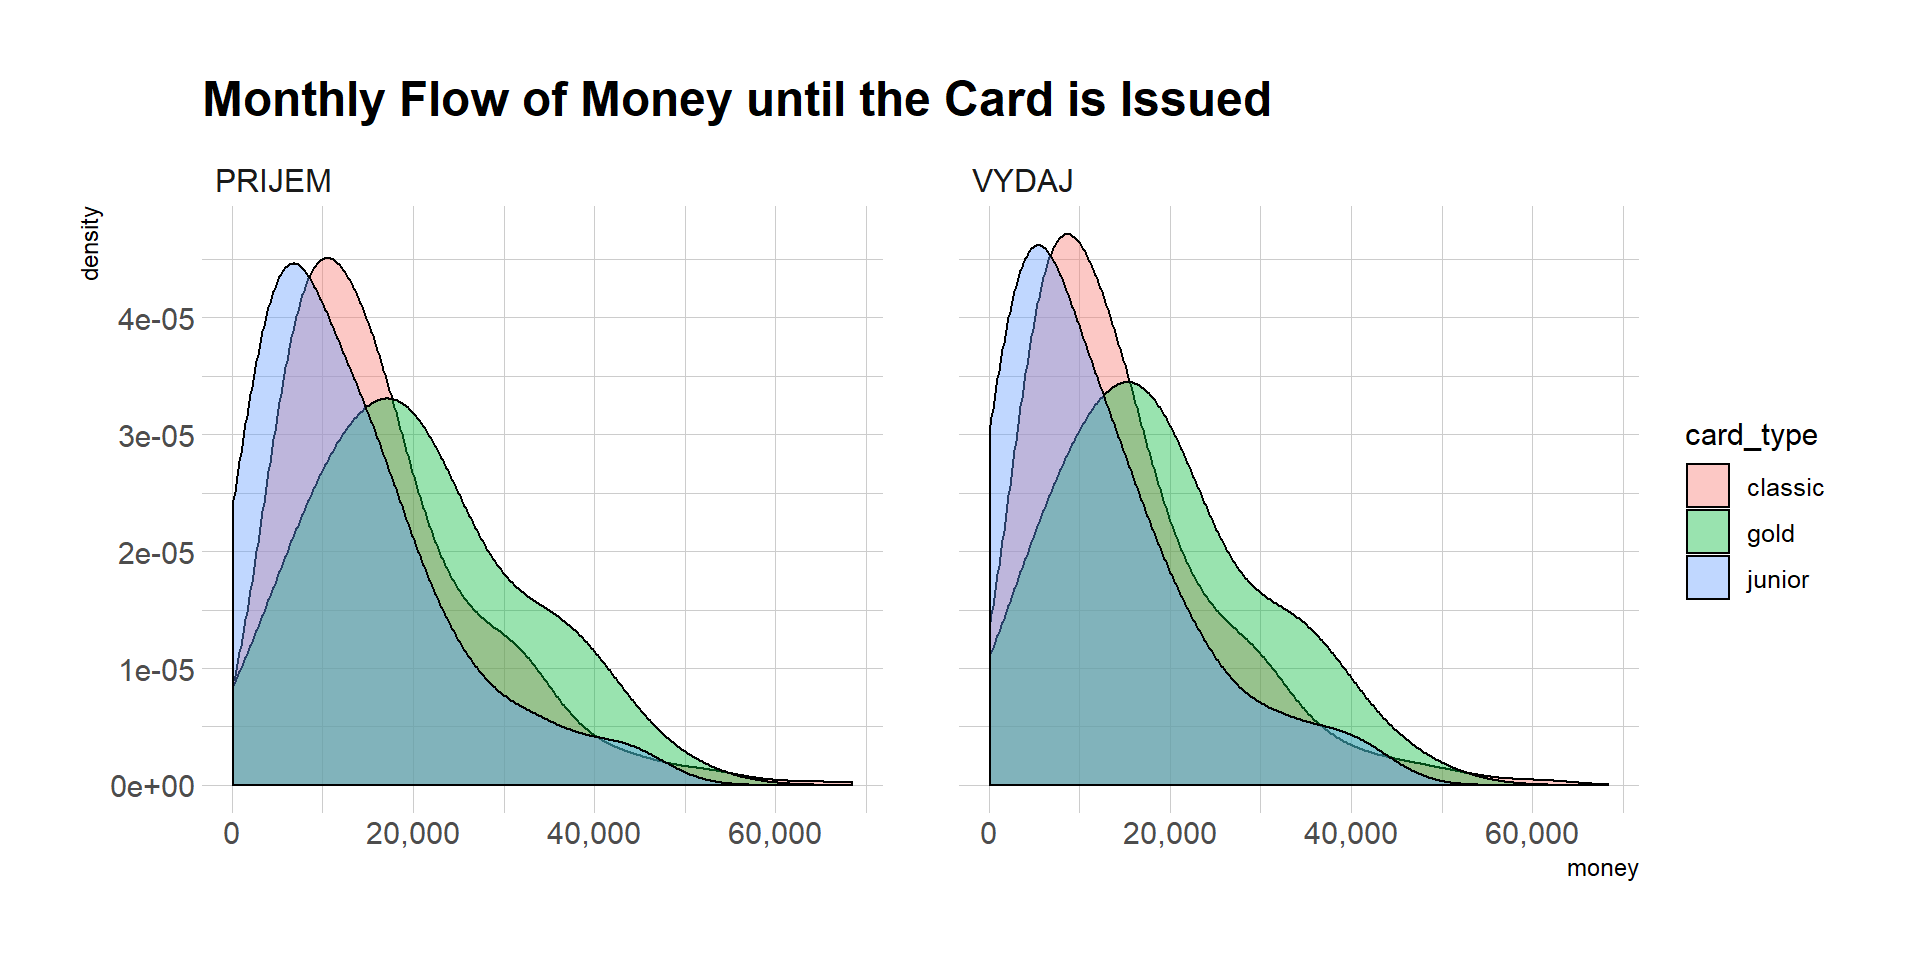 Monthly Flow of Money until the Card is Issued
PRIJEM
VYDAJ
density
4e-05
3e-05
2e-05
1e-05
0e+00
0 20,000 40,000 60,000
0 20,000 40,000 60,000
money
card_type
classic
gold
junior